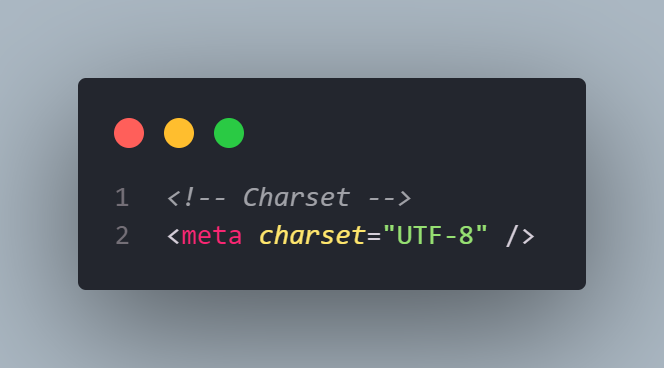 1 <!-- Charset -->
2 <meta charset="UTF-8" />